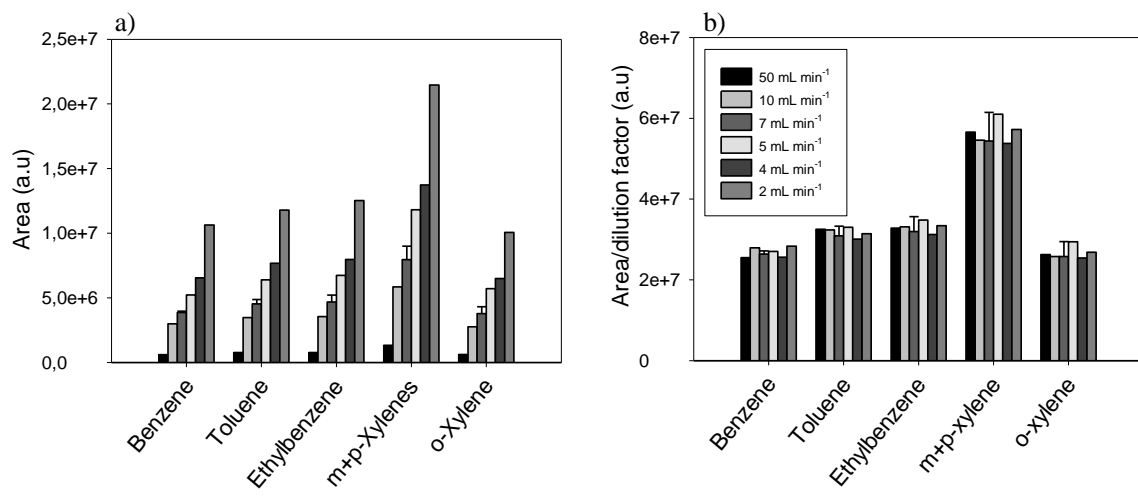 a)
Area (a.u)
2,5e+7
2,0e+7
1,5e+7
1,0e+7
5,0e+6
0,0
Benzene
Toluene
Ethylbenzene
m+p-Xylenes
o-Xylene
b)
Area/dilution factor (a.u)
8e+7
6e+7
4e+7
2e+7
0
50 mL min⁻¹
10 mL min⁻¹
7 mL min⁻¹
5 mL min⁻¹
4 mL min⁻¹
2 mL min⁻¹
Benzene
Toluene
Ethylbenzene
m+p-xylene
o-xylene